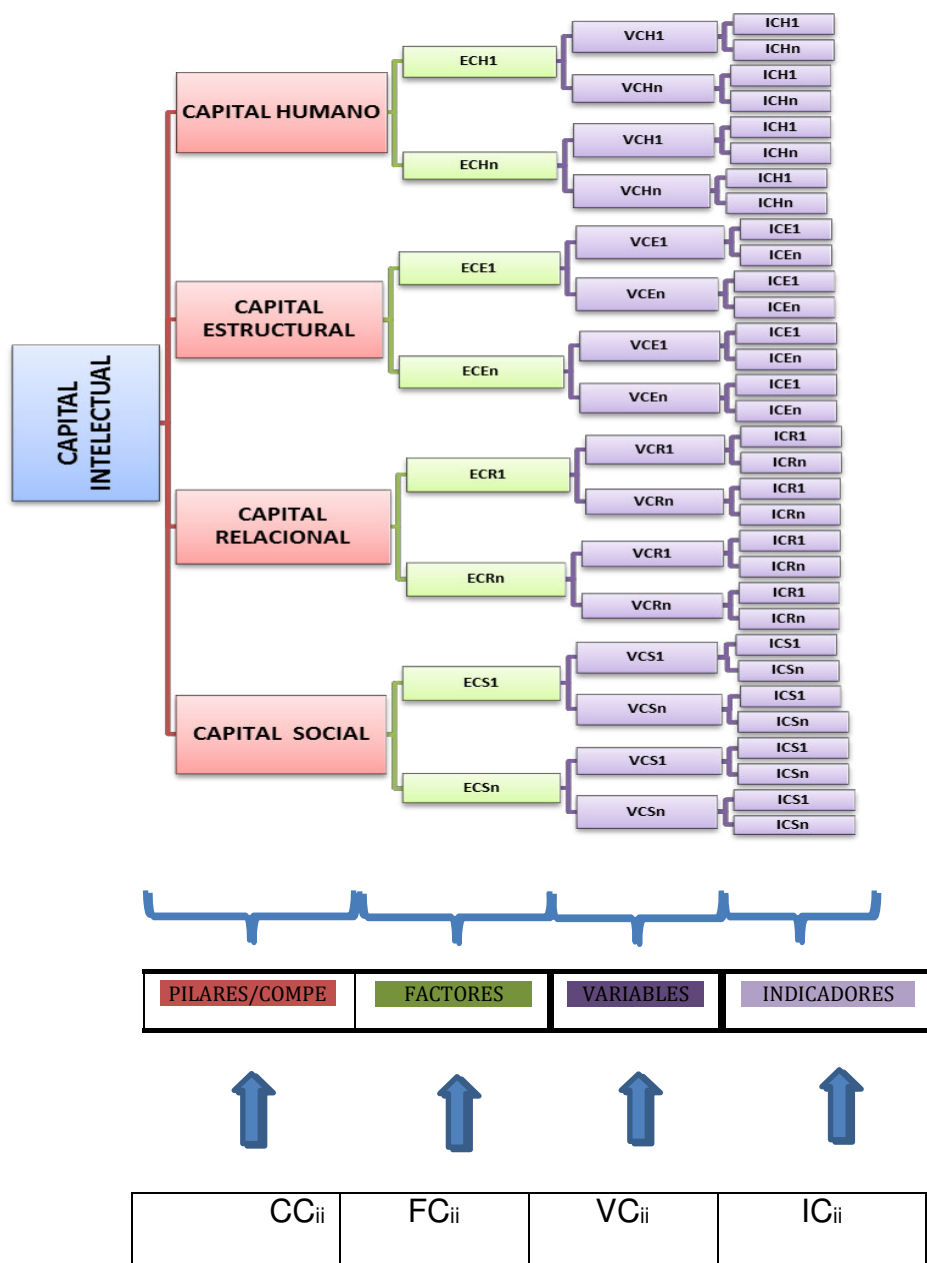 CAPITAL
INTELECTUAL
CAPITAL HUMANO
ECH1
VCH1
ICH1
ICHn
VCHn
ICH1
ICHn
ECHn
VCH1
ICH1
ICHn
VCHn
ICH1
ICHn
CAPITAL
ESTRUCTURAL
ECE1
VCE1
ICE1
ICEn
VCEn
ICE1
ICEn
ECEn
VCE1
ICE1
ICEn
VCEn
ICE1
ICEn
CAPITAL
RELACIONAL
ECR1
VCR1
ICR1
ICRn
VCRn
ICR1
ICRn
ECRn
VCR1
ICR1
ICRn
VCRn
ICR1
ICRn
CAPITAL SOCIAL
ECS1
VCS1
ICS1
ICSn
VCSn
ICS1
ICSn
ECSn
VCS1
ICS1
ICSn
VCSn
ICS1
ICSn
PILARES/COMPE FACTORES VARIABLES INDICADORES
CCii FCii VCii ICii